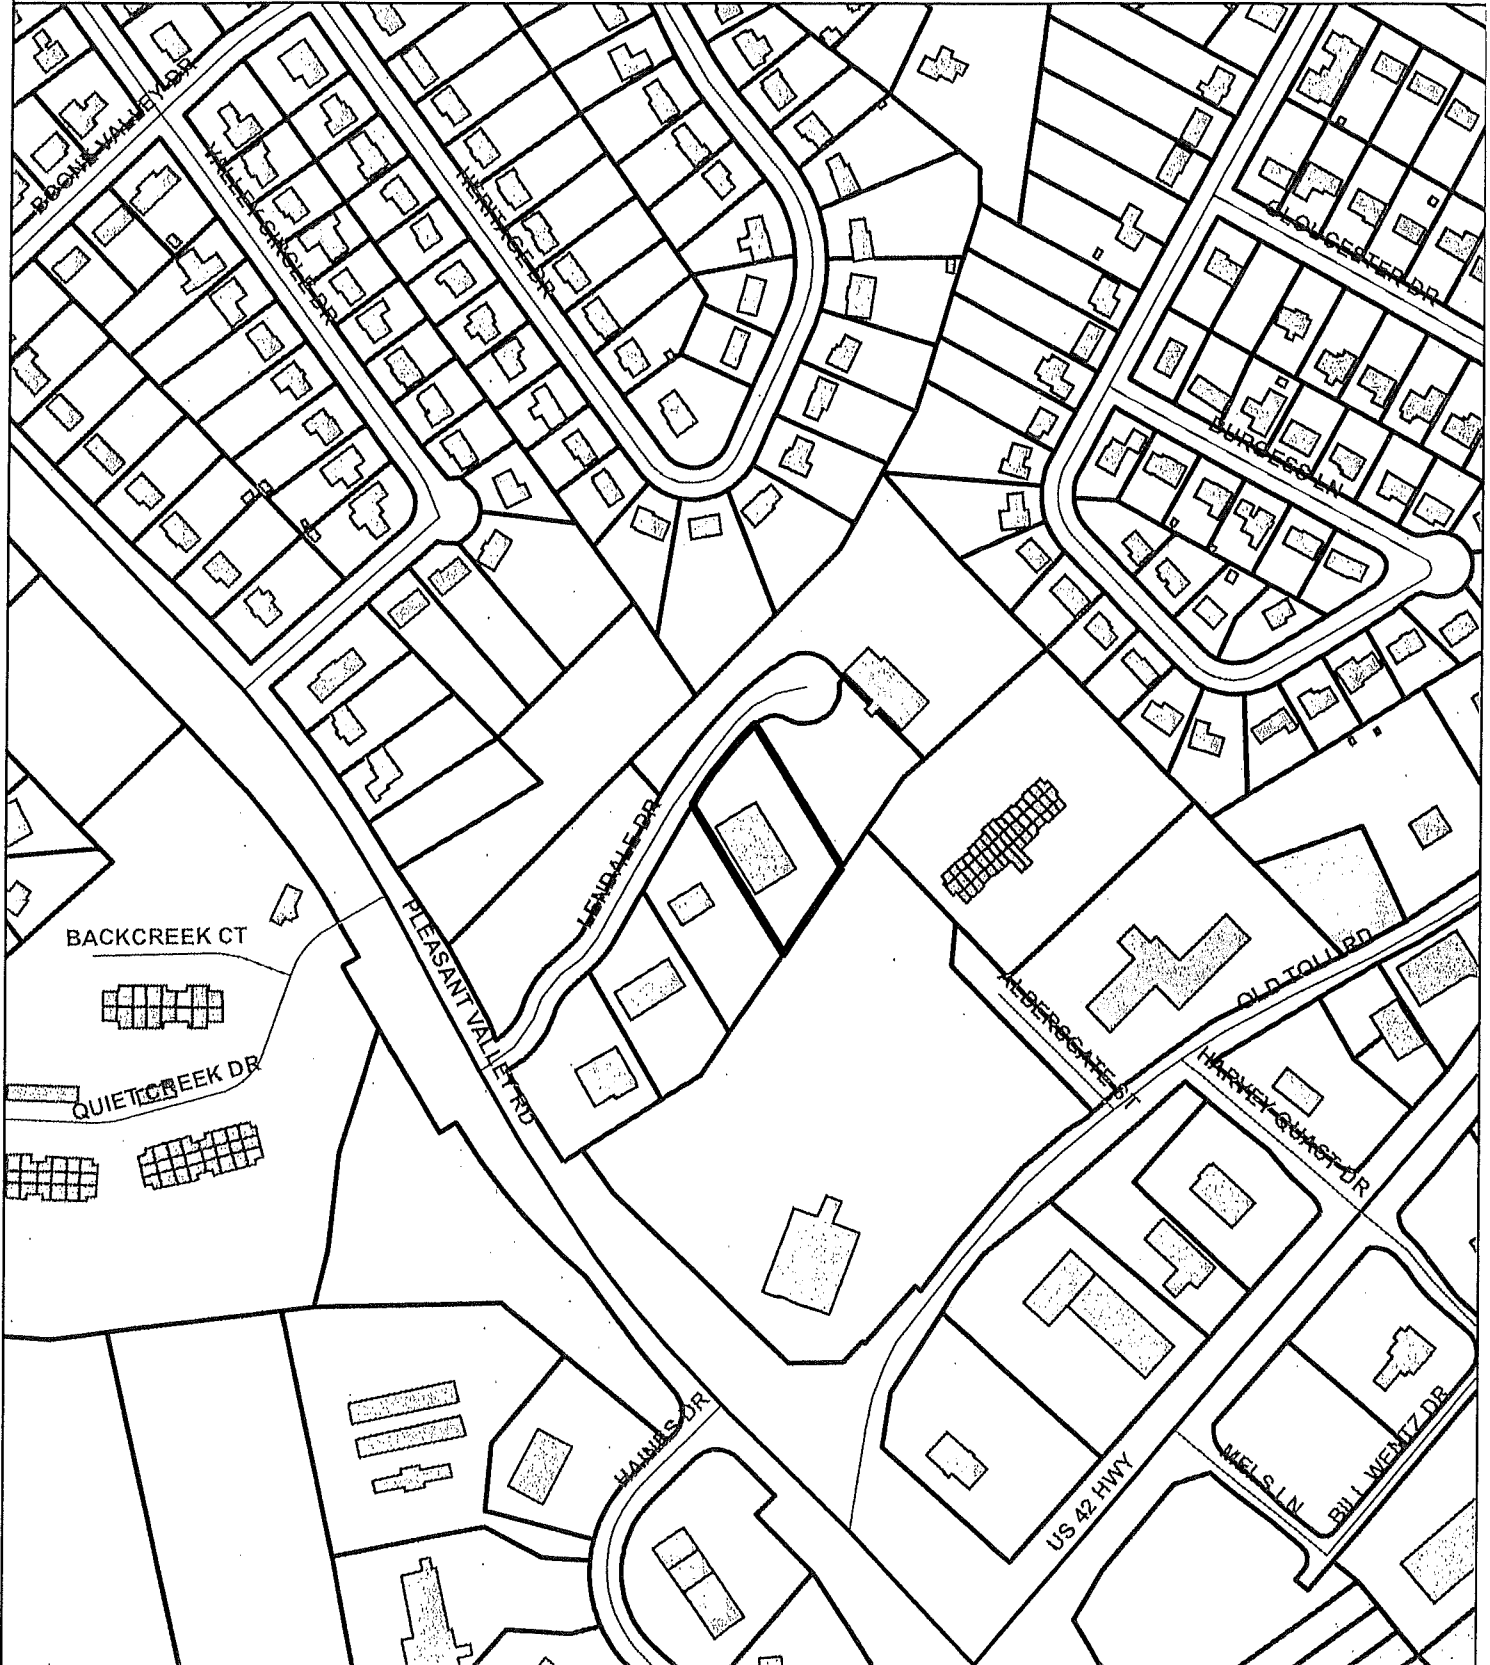 BOONE VALLEY DR
VALLEY CIRCLE DR
HERITAGE DR
GLOUCESTER DR
BURGESS LN
LENDALE DR
BACKCREEK CT
PLEASANT VALLEY RD
QUIET CREEK DR
ALDERSGATE ST
OLD TOLL RD
HARVEY QUAST DR
HAINES DR
US 42 HWY
MELS LN
BILL WENTZ DR